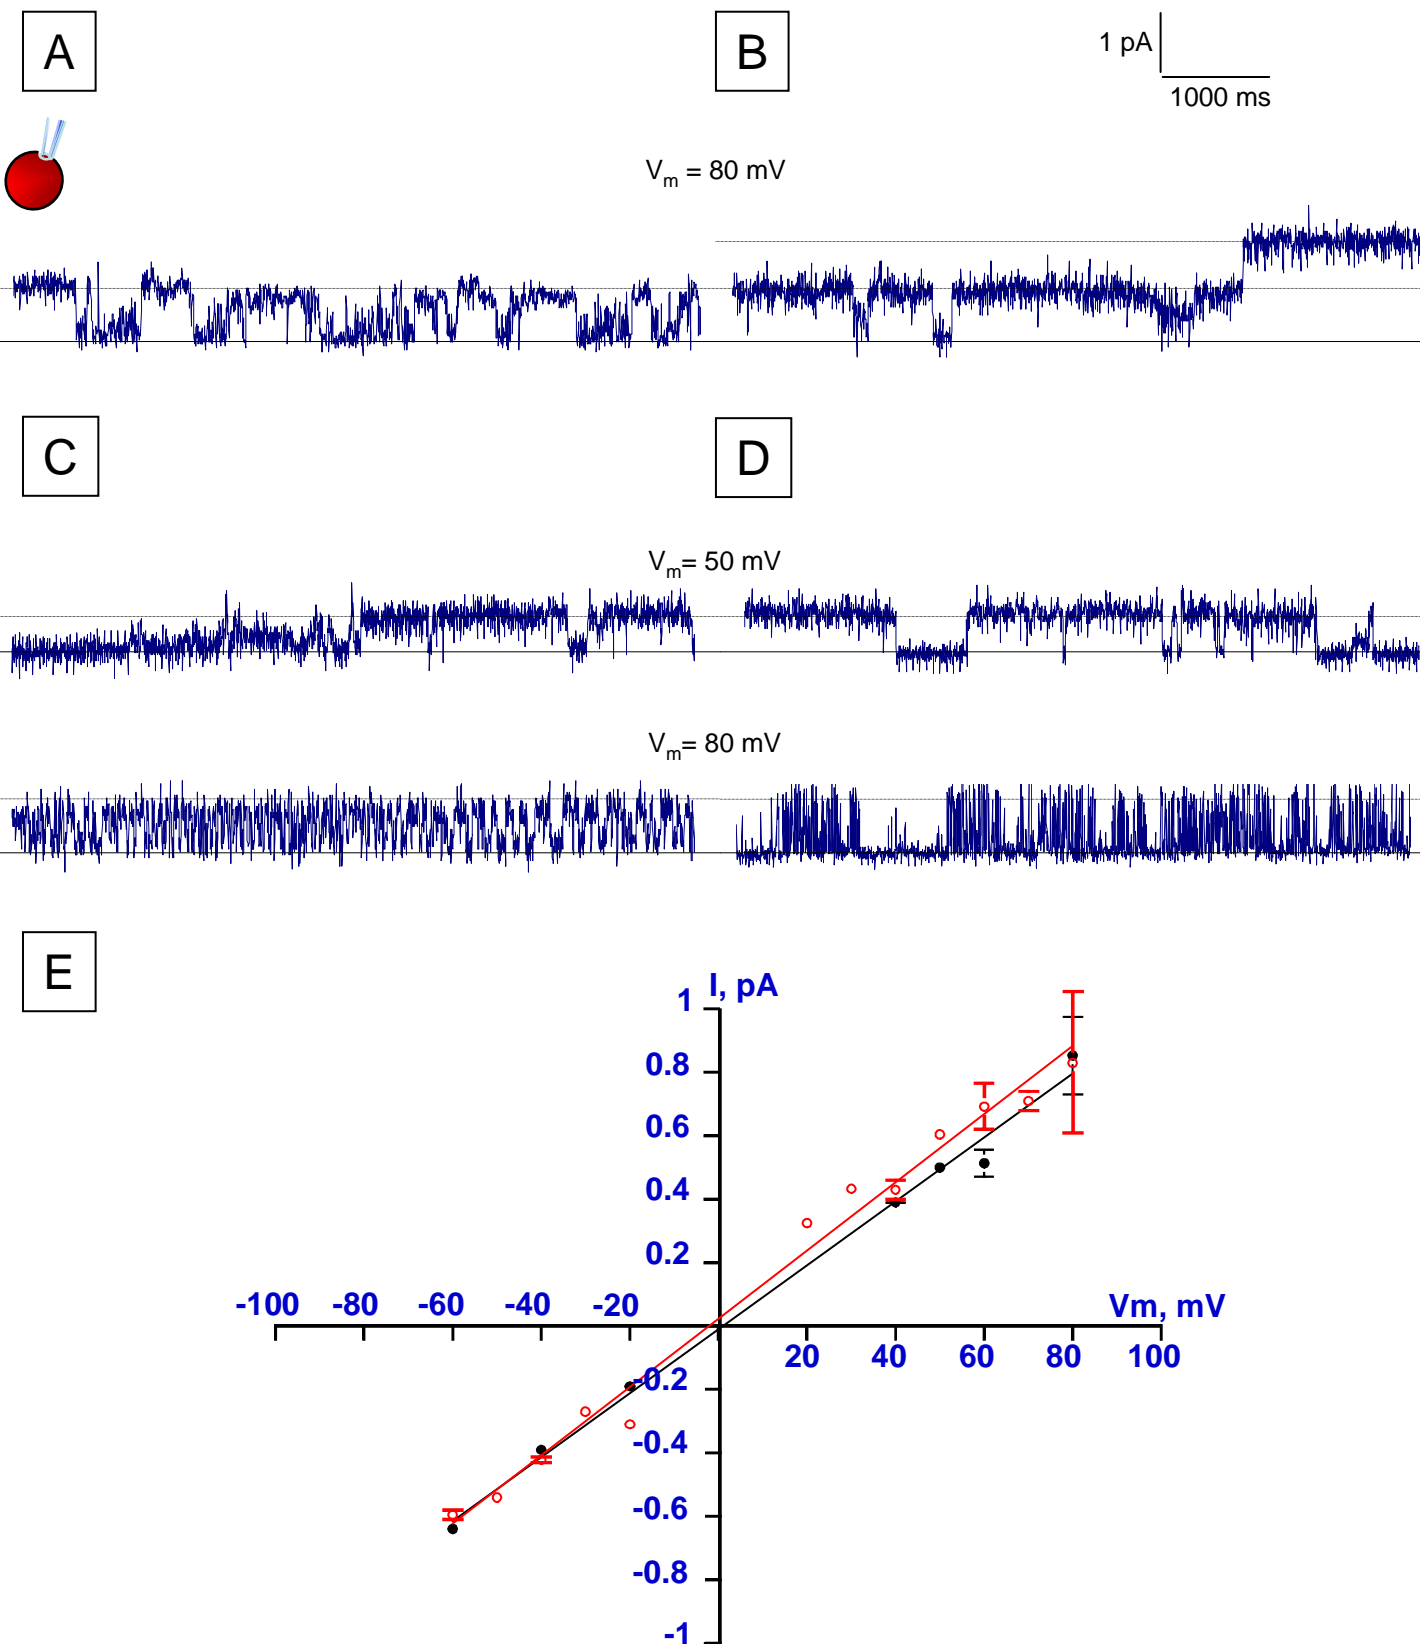 A
B
1 pA
1000 ms
Vm = 80 mV
C
D
Vm= 50 mV
Vm= 80 mV
E
I, pA
1
0.8
0.6
0.4
0.2
-100 -80 -60 -40 -20
Vm, mV
20 40 60 80 100
-0.2
-0.4
-0.6
-0.8
-1